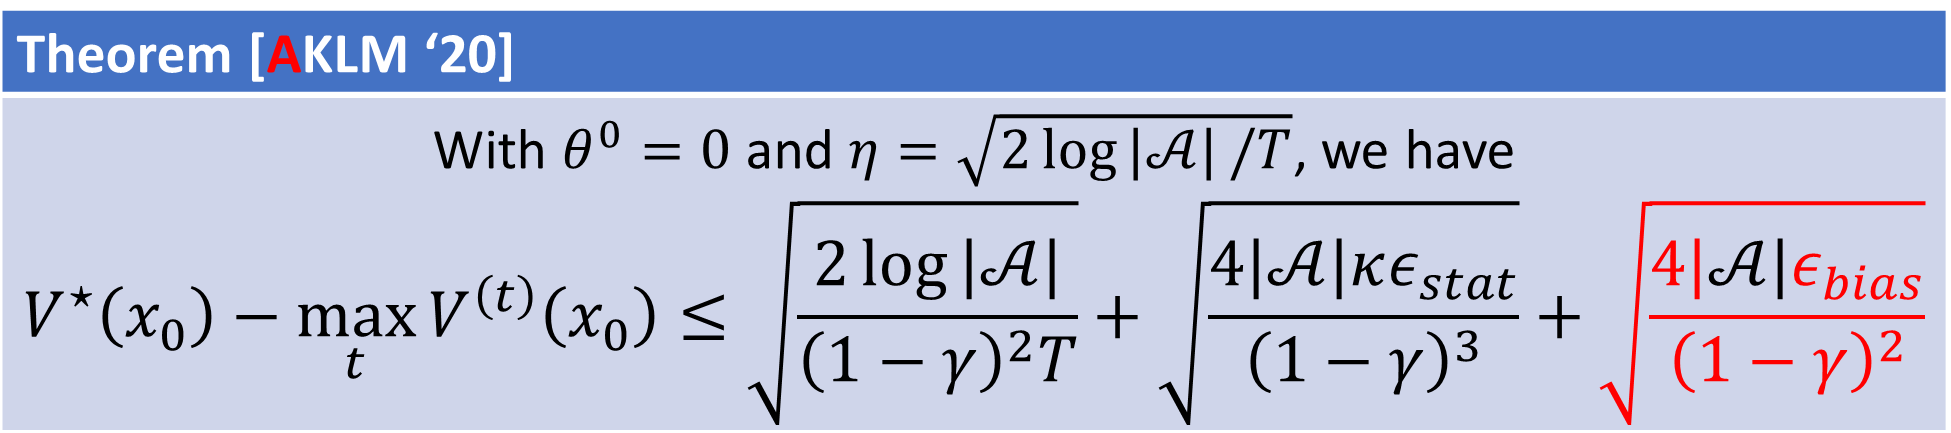 Theorem [AKLM ‘20]
With θ⁰ = 0 and η = √(2 log |𝒜| /T), we have
V⋆(x₀) − max_t V⁽ᵗ⁾(x₀) ≤ √(2 log |𝒜| / ((1 − γ)²T)) + √(4|𝒜|κϵ_stat / (1 − γ)³) + √(4|𝒜|ϵ_bias / (1 − γ)²)